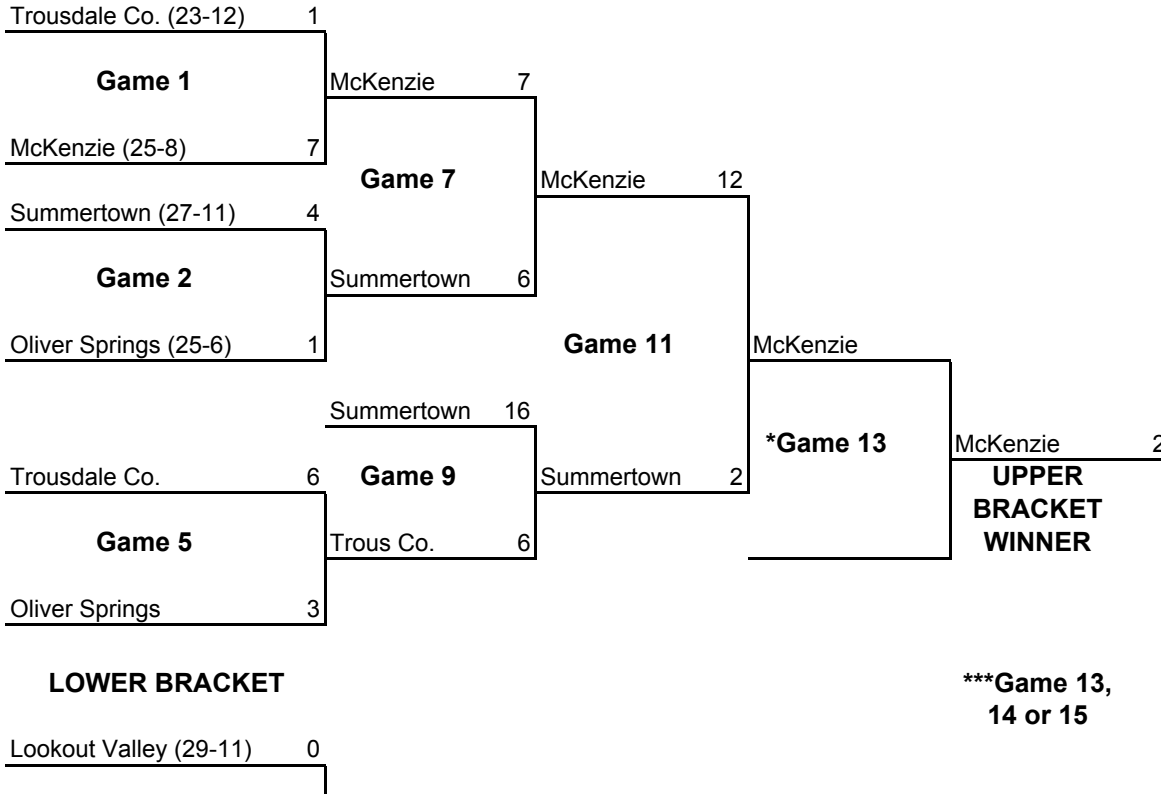 Trousdale Co. (23-12) 1
Game 1
McKenzie 7
McKenzie (25-8) 7
Game 7
McKenzie 12
Summertown (27-11) 4
Game 2
Summertown 6
Oliver Springs (25-6) 1
Game 11
McKenzie
Summertown 16
*Game 13
McKenzie 2
Trousdale Co. 6
Game 9
Summertown 2
UPPER
BRACKET
WINNER
Game 5
Trous Co. 6
Oliver Springs 3
LOWER BRACKET
***Game 13,
14 or 15
Lookout Valley (29-11) 0